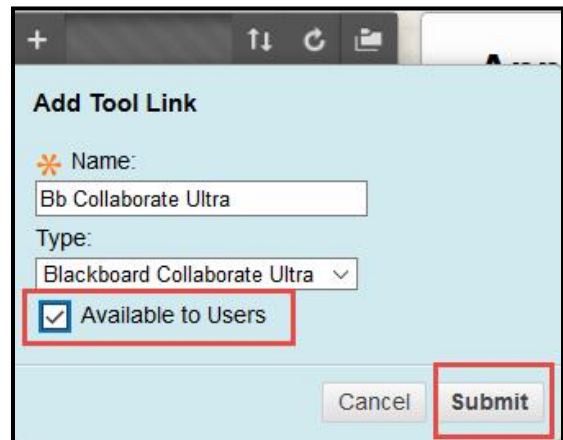 Add Tool Link
Name:
Bb Collaborate Ultra
Type:
Blackboard Collaborate Ultra
Available to Users
Cancel Submit